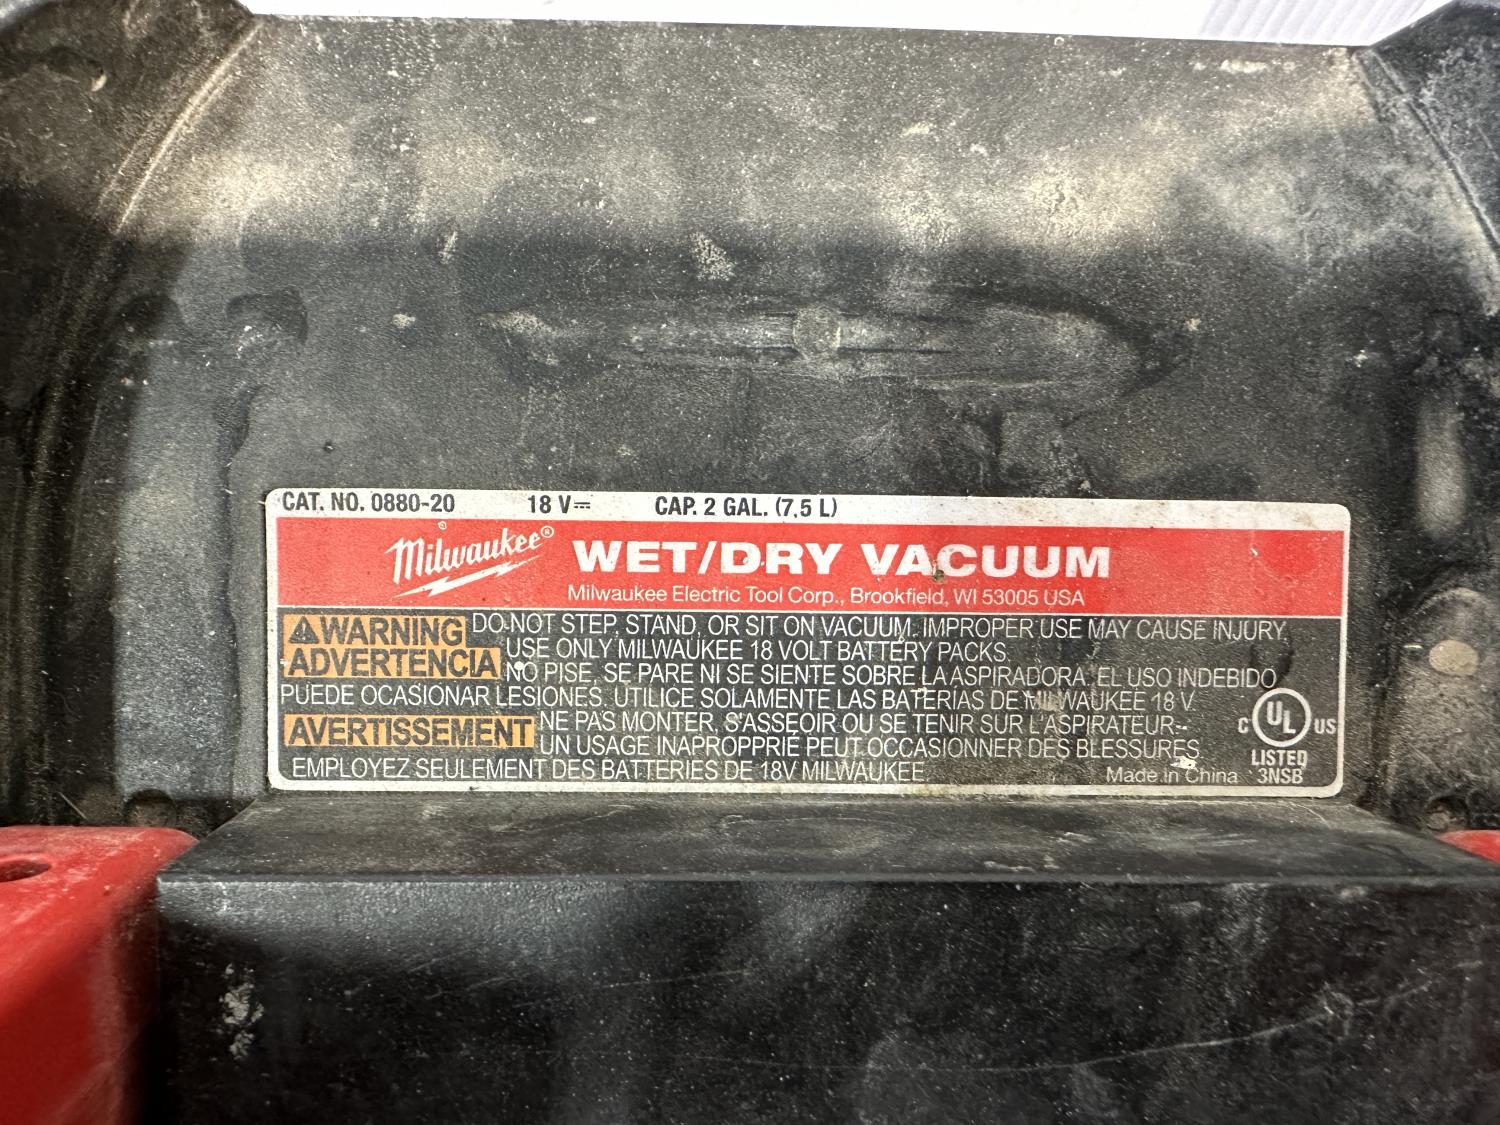 CAT. NO. 0880-20 18 V⎓ CAP. 2 GAL. (7,5 L)
Milwaukee® WET/DRY VACUUM
Milwaukee Electric Tool Corp., Brookfield, WI 53005 USA
⚠WARNING DO NOT STEP, STAND, OR SIT ON VACUUM. IMPROPER USE MAY CAUSE INJURY.
USE ONLY MILWAUKEE 18 VOLT BATTERY PACKS.
ADVERTENCIA NO PISE, SE PARE NI SE SIENTE SOBRE LA ASPIRADORA. EL USO INDEBIDO
PUEDE OCASIONAR LESIONES. UTILICE SOLAMENTE LAS BATERÍAS DE MILWAUKEE 18 V.
AVERTISSEMENT NE PAS MONTER, S'ASSEOIR OU SE TENIR SUR L'ASPIRATEUR--
UN USAGE INAPROPPRIÉ PEUT OCCASIONNER DES BLESSURES.
EMPLOYEZ SEULEMENT DES BATTERIES DE 18V MILWAUKEE.
Made in China
C UL US
LISTED
3NSB